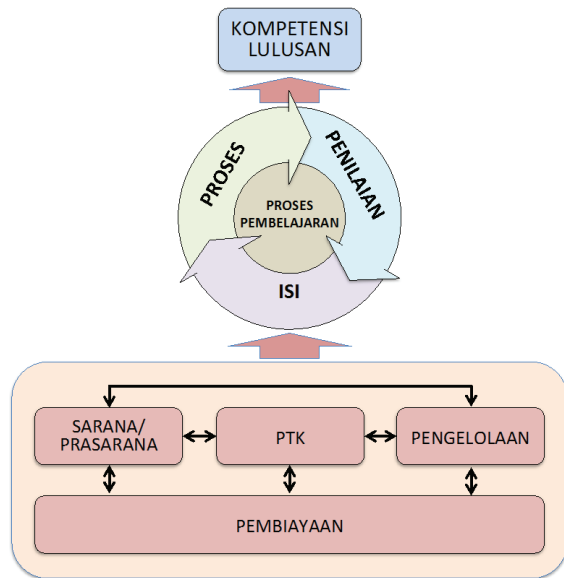 KOMPETENSI
LULUSAN
PROSES
PENILAIAN
PROSES
PEMBELAJARAN
ISI
SARANA/
PRASARANA
PTK
PENGELOLAAN
PEMBIAYAAN